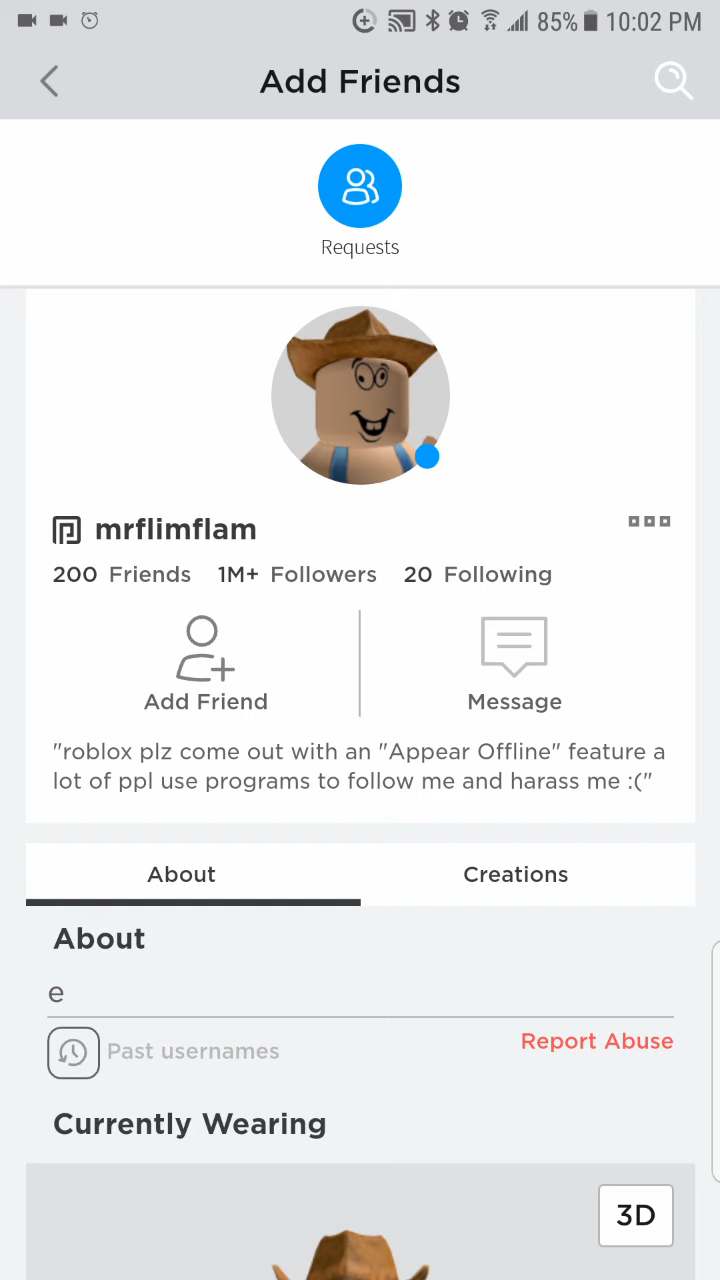 85% 10:02 PM
Add Friends
Requests
mrflimflam
200 Friends 1M+ Followers 20 Following
Add Friend Message
"roblox plz come out with an "Appear Offline" feature a
lot of ppl use programs to follow me and harass me :("
About Creations
About
e
Past usernames Report Abuse
Currently Wearing
3D